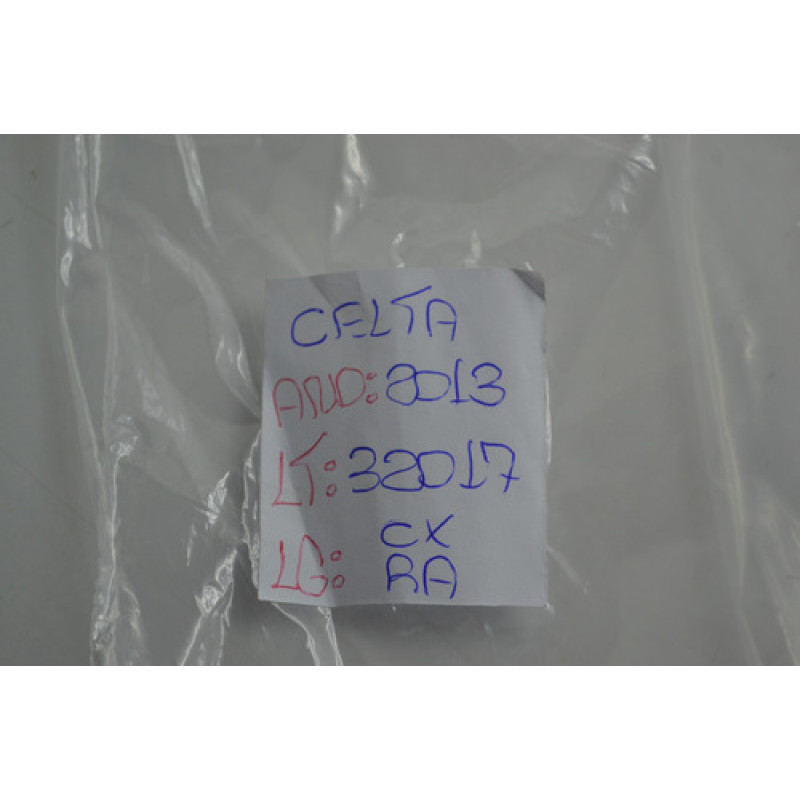 CELTA
ANO: 2013
LT: 32017
LG: CX
RA